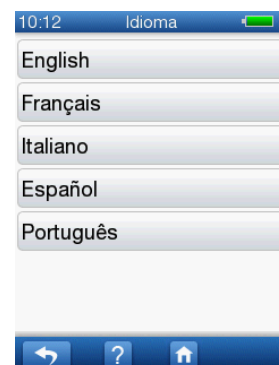 10:12 Idioma
English
Français
Italiano
Español
Português
?